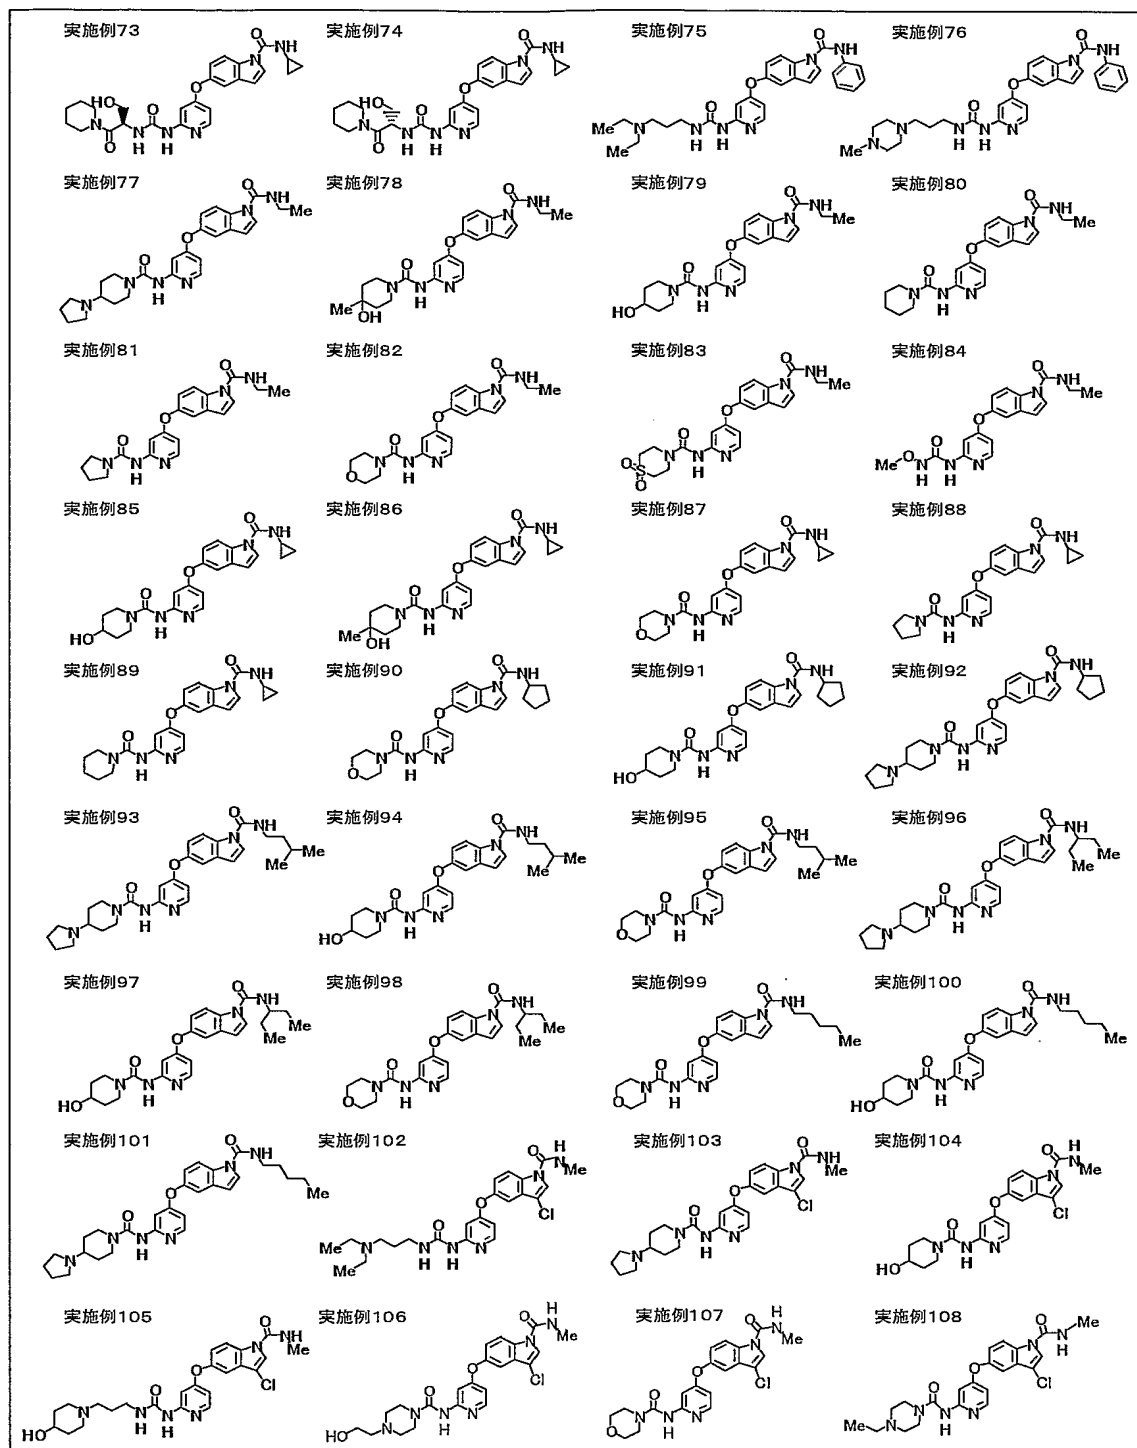 実施例73 実施例74 実施例75 実施例76
実施例77 実施例78 実施例79 実施例80
実施例81 実施例82 実施例83 実施例84
実施例85 実施例86 実施例87 実施例88
実施例89 実施例90 実施例91 実施例92
実施例93 実施例94 実施例95 実施例96
実施例97 実施例98 実施例99 実施例100
実施例101 実施例102 実施例103 実施例104
実施例105 実施例106 実施例107 実施例108